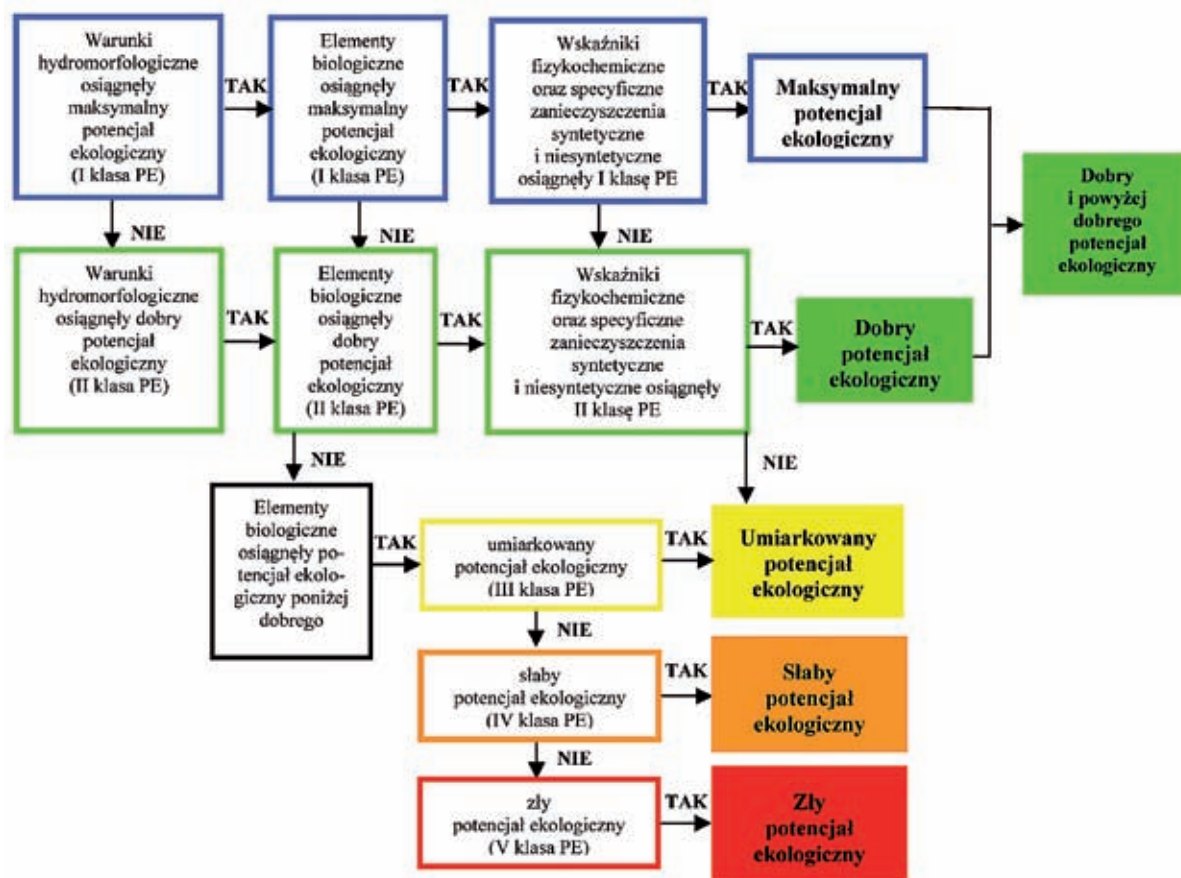 Warunki
hydromorfologiczne
osiągnęły
maksymalny
potencjał
ekologiczny
(I klasa PE)
TAK
Elementy
biologiczne
osiągnęły
maksymalny
potencjał
ekologiczny
(I klasa PE)
TAK
Wskaźniki
fizykochemiczne
oraz specyficzne
zanieczyszczenia
syntetyczne
i niesyntetyczne
osiągnęły I klasę PE
TAK
Maksymalny
potencjał
ekologiczny
Dobry
i powyżej
dobrego
potencjał
ekologiczny
NIE
NIE
NIE
Warunki
hydromorfologiczne
osiągnęły dobry
potencjał
ekologiczny
(II klasa PE)
TAK
Elementy
biologiczne
osiągnęły
dobry
potencjał
ekologiczny
(II klasa PE)
TAK
Wskaźniki
fizykochemiczne
oraz specyficzne
zanieczyszczenia
syntetyczne
i niesyntetyczne osiągnęły
II klasę PE
TAK
Dobry
potencjał
ekologiczny
NIE
NIE
Elementy
biologiczne
osiągnęły po-
tencjał ekolo-
giczny poniżej
dobrego
TAK
umiarkowany
potencjał ekologiczny
(III klasa PE)
TAK
Umiarkowany
potencjał
ekologiczny
NIE
słaby
potencjał ekologiczny
(IV klasa PE)
TAK
Słaby
potencjał
ekologiczny
NIE
zły
potencjał ekologiczny
(V klasa PE)
TAK
Zły
potencjał
ekologiczny